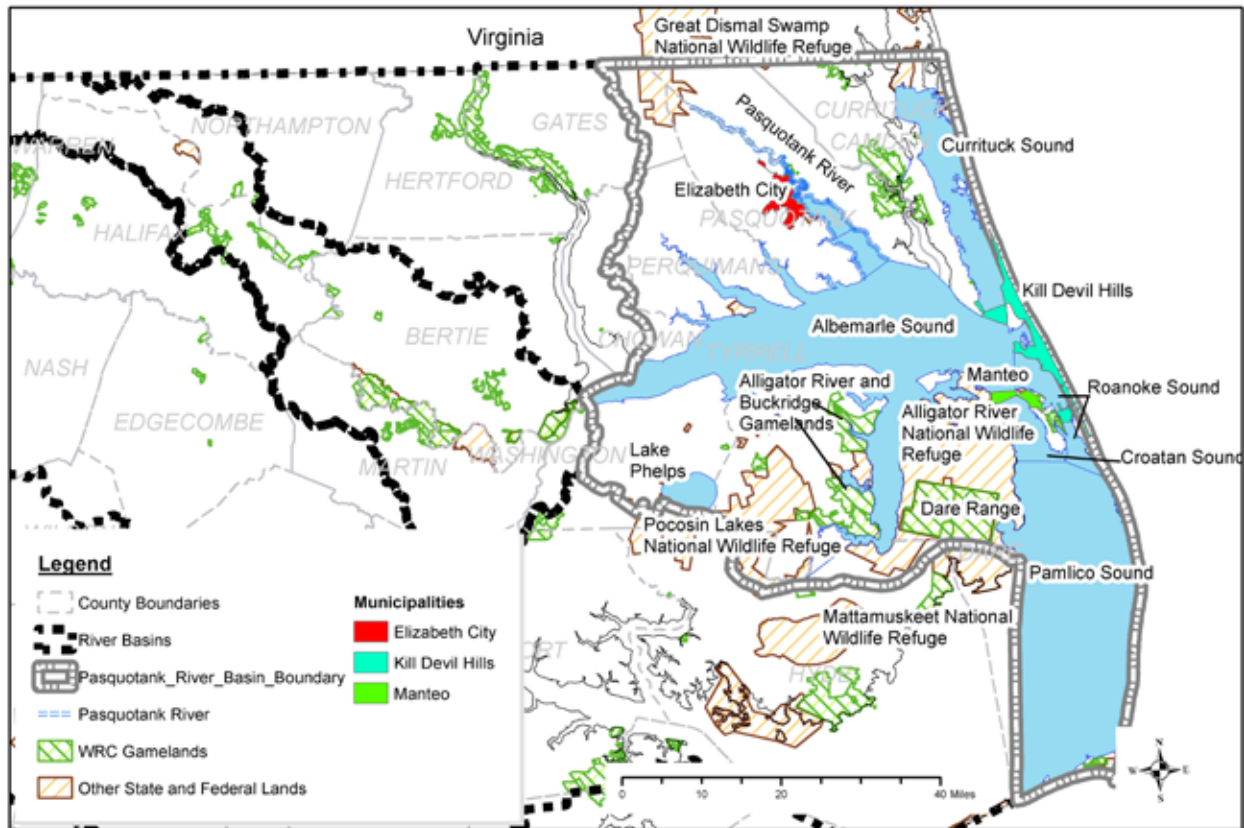 Great Dismal Swamp
National Wildlife Refuge
Virginia
NORTHAMPTON
GATES
WARREN
HERTFORD
Pasquotank River
CURRITUCK
CAMDEN
Currituck Sound
Elizabeth City
PASQUOTANK
HALIFAX
PERQUIMANS
Kill Devil Hills
BERTIE
Albemarle Sound
CHOWAN
TYRRELL
NASH
Manteo
Alligator River and
Buckridge
Gamelands
Roanoke Sound
EDGECOMBE
Alligator River
National Wildlife
Refuge
MARTIN
WASHINGTON
Lake
Phelps
Croatan Sound
Dare Range
Pocosin Lakes
National Wildlife Refuge
Pamlico Sound
Mattamuskeet National
Wildlife Refuge
HYDE
ORT
Legend
County Boundaries
River Basins
Pasquotank_River_Basin_Boundary
Pasquotank River
WRC Gamelands
Other State and Federal Lands
Municipalities
Elizabeth City
Kill Devil Hills
Manteo
0 20 40 Miles
N
W E
S